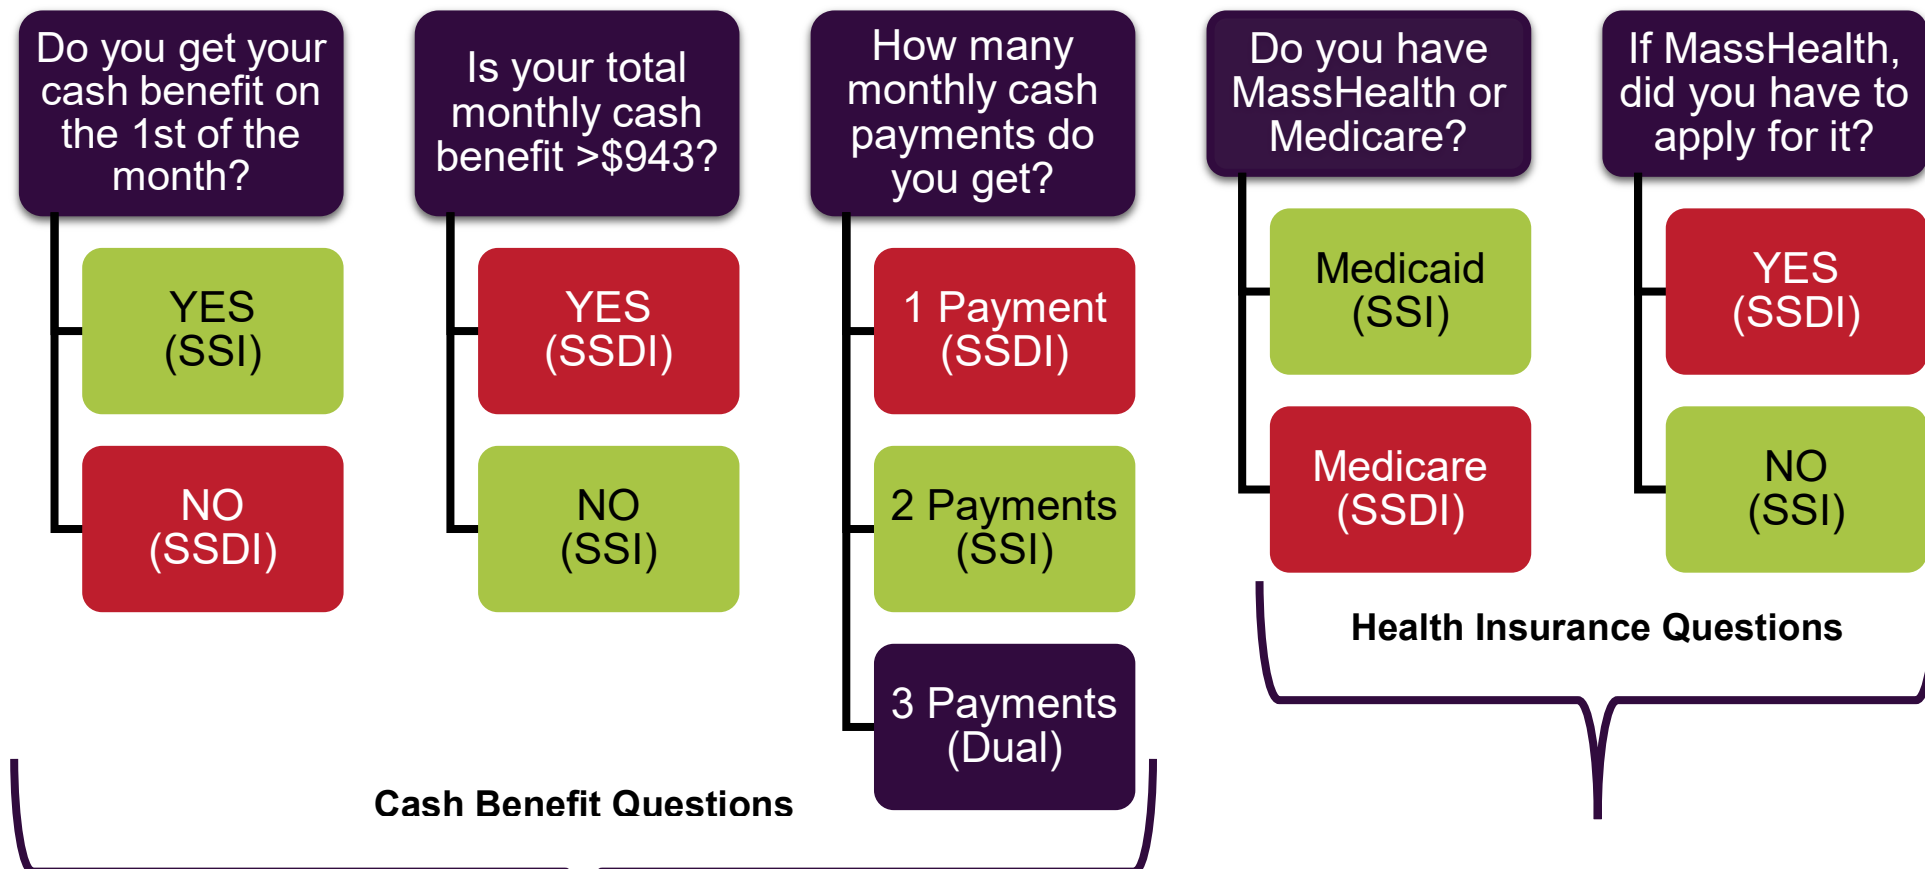 Do you get your
cash benefit on
the 1st of the
month?
YES
(SSI)
NO
(SSDI)
Is your total
monthly cash
benefit >$943?
YES
(SSDI)
NO
(SSI)
How many
monthly cash
payments do
you get?
1 Payment
(SSDI)
2 Payments
(SSI)
3 Payments
(Dual)
Cash Benefit Questions
Do you have
MassHealth or
Medicare?
Medicaid
(SSI)
Medicare
(SSDI)
If MassHealth,
did you have to
apply for it?
YES
(SSDI)
NO
(SSI)
Health Insurance Questions